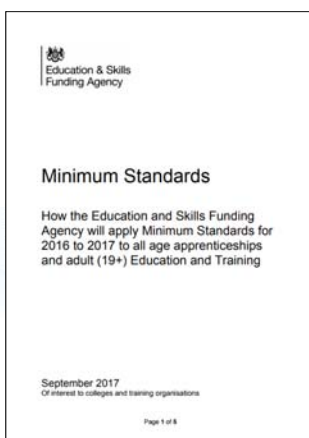 Education & Skills
Funding Agency
Minimum Standards
How the Education and Skills Funding
Agency will apply Minimum Standards for
2016 to 2017 to all age apprenticeships
and adult (19+) Education and Training
September 2017
Of interest to colleges and training organisations
Page 1 of 5